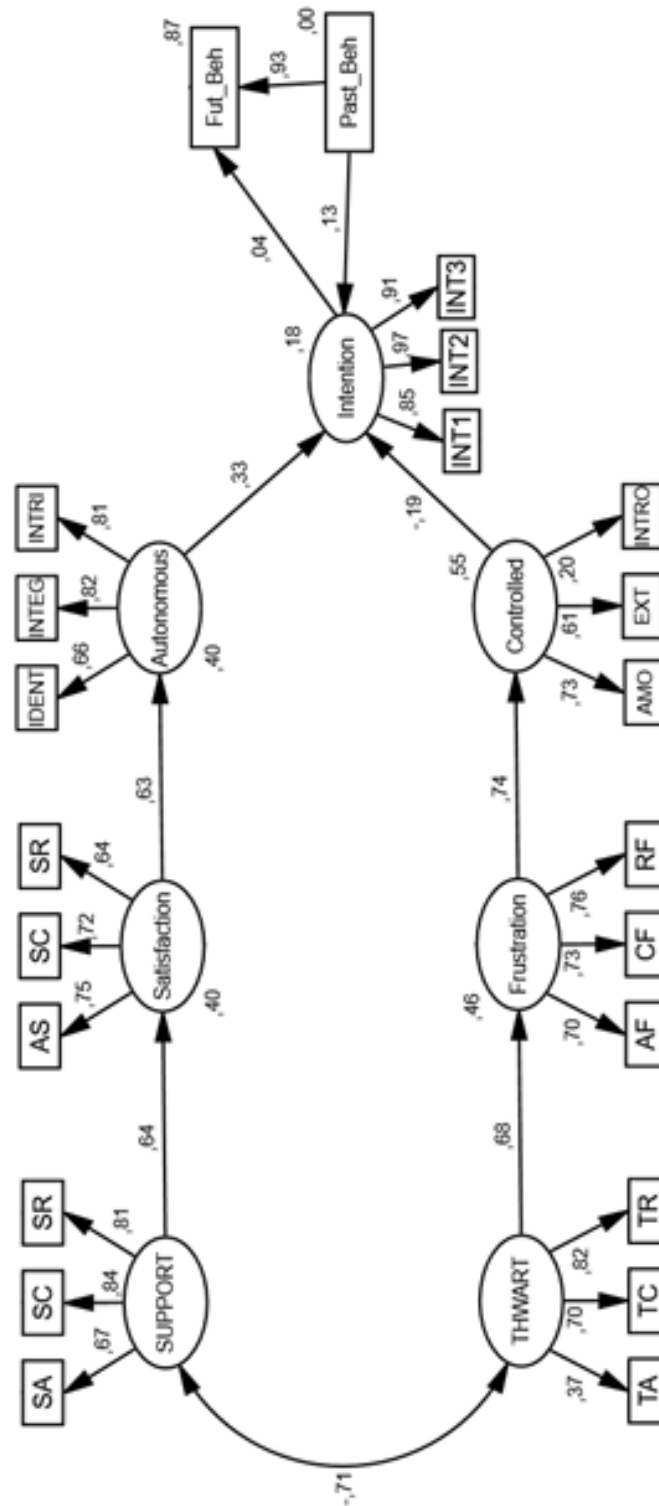 SA
SC
SR
,67
,84
,81
SUPPORT
,64
AS
SC
SR
,75
,72
,64
Satisfaction
,40
,63
IDENT
INTEG
INTRI
,66
,82
,81
Autonomous
,40
,33
-,71
THWART
,37
,70
,82
TA
TC
TR
,68
,46
Frustration
,70
,73
,76
AF
CF
RF
,74
,55
Controlled
,73
,61
,20
AMO
EXT
INTRO
-,19
,18
Intention
,85
,97
,91
INT1
INT2
INT3
,04
,13
,87
Fut_Beh
,93
,00
Past_Beh